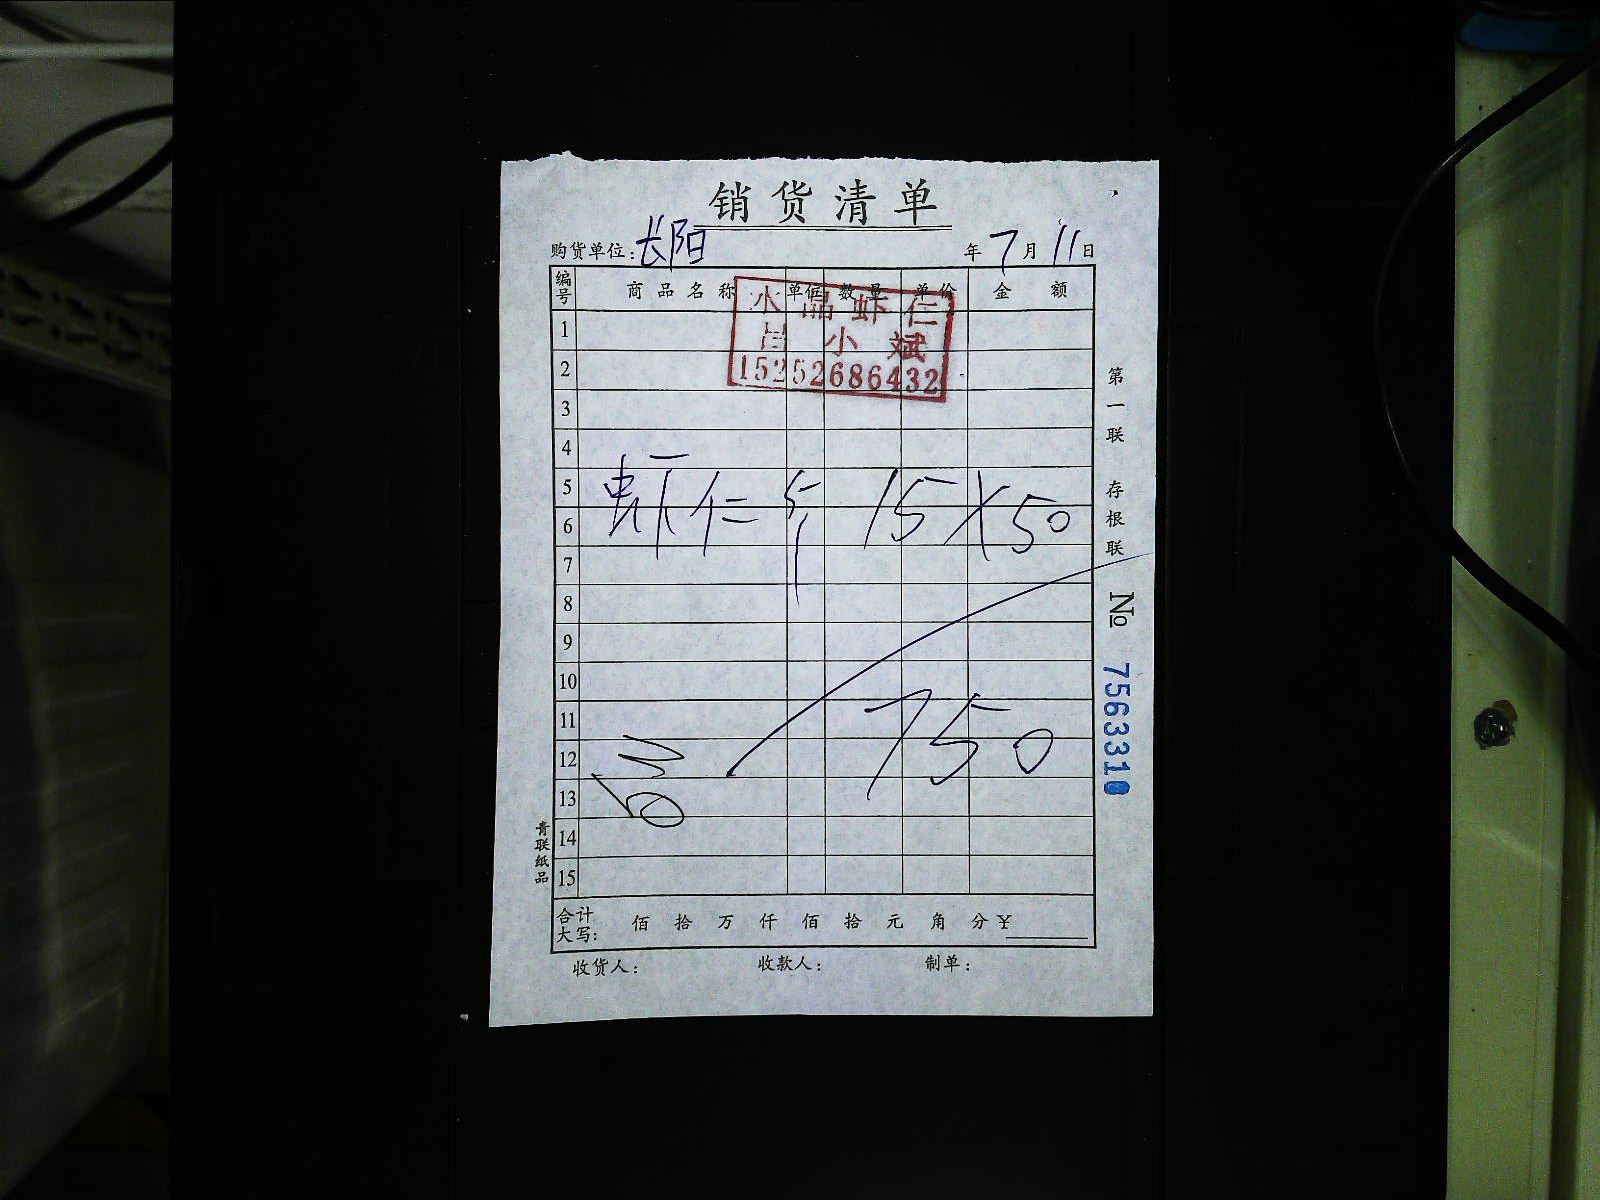 销货清单
购货单位: 长阳 年 7 月 11 日
编号 商品名称 单位 数量 单价 金额
水晶虾仁
吕小斌
15252686432
1
2
3
4
5
6
7
8
9
10
11
12
13
14
15
虾仁 15×50
750
合计大写: 佰 拾 万 仟 佰 拾 元 角 分 ¥
收货人: 收款人: 制单:
第一联 存根联
№ 7563310
青联纸品